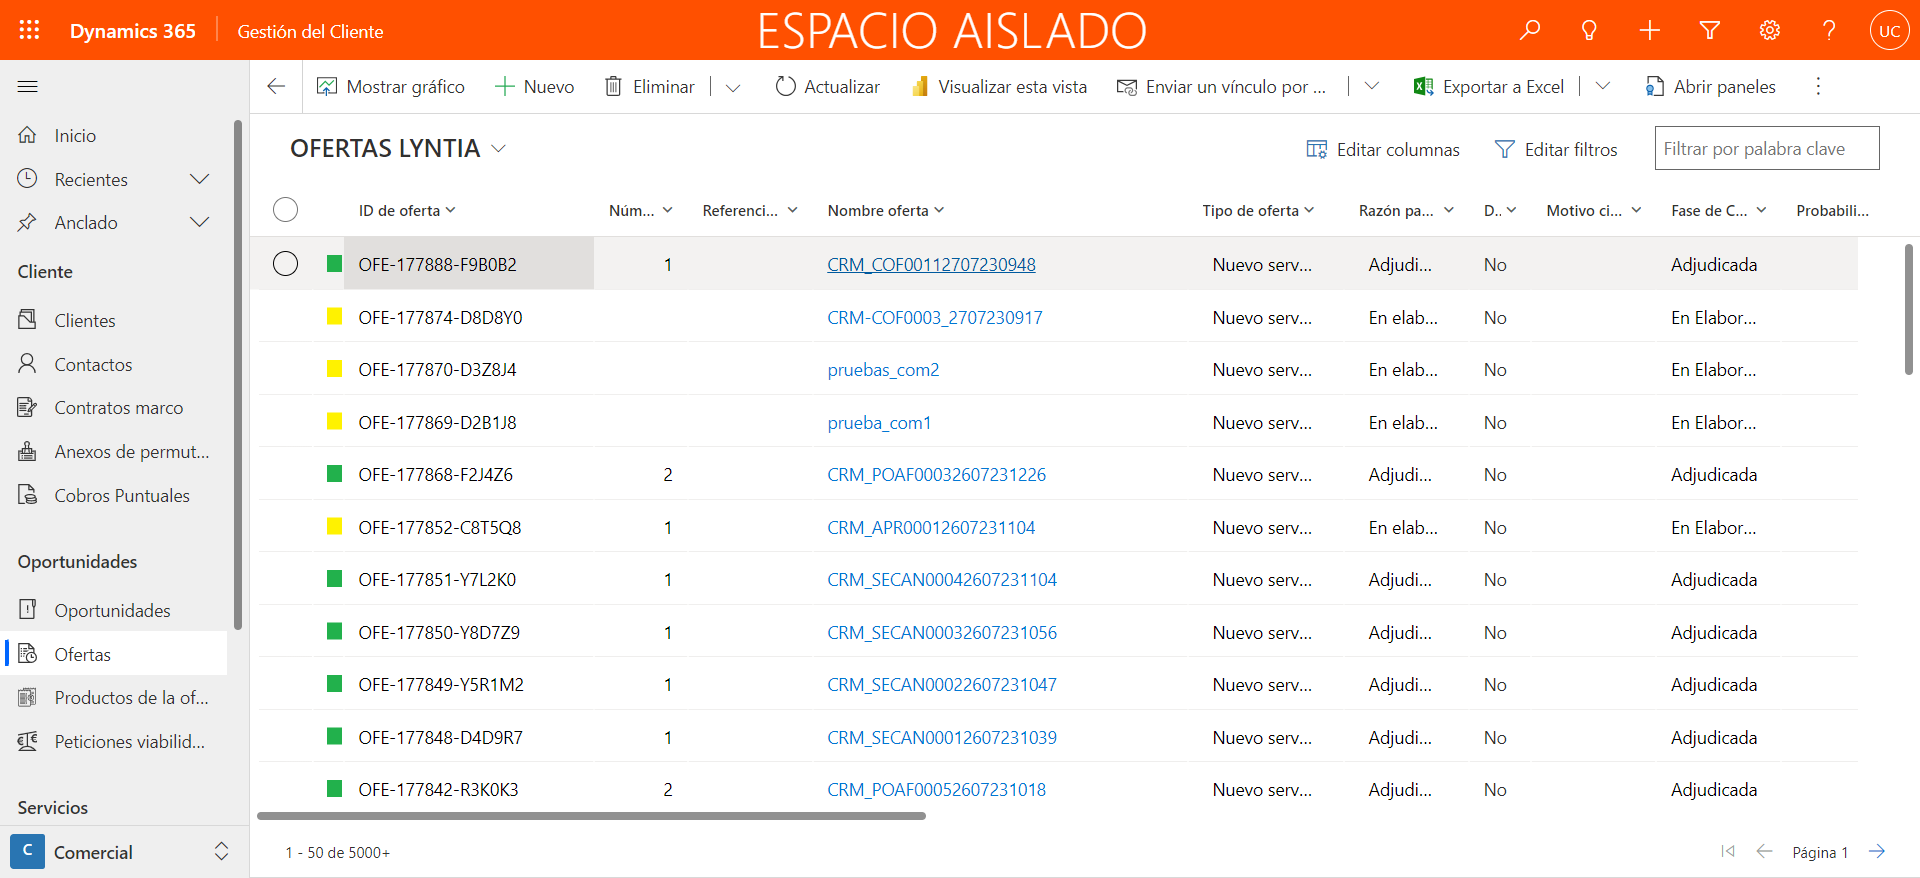 Dynamics 365 Gestión del Cliente ESPACIO AISLADO UC
Mostrar gráfico Nuevo Eliminar Actualizar Visualizar esta vista Enviar un vínculo por ... Exportar a Excel Abrir paneles
Inicio
Recientes
Anclado
Cliente
Clientes
Contactos
Contratos marco
Anexos de permut...
Cobros Puntuales
Oportunidades
Oportunidades
Ofertas
Productos de la of...
Peticiones viabilid...
Servicios
C Comercial
OFERTAS LYNTIA Editar columnas Editar filtros Filtrar por palabra clave
ID de oferta Núm... Referenci... Nombre oferta Tipo de oferta Razón pa... D.. Motivo ci... Fase de C... Probabili...
OFE-177888-F9B0B2 1 CRM_COF00112707230948 Nuevo serv... Adjudi... No Adjudicada
OFE-177874-D8D8Y0 CRM-COF0003_2707230917 Nuevo serv... En elab... No En Elabor...
OFE-177870-D3Z8J4 pruebas_com2 Nuevo serv... En elab... No En Elabor...
OFE-177869-D2B1J8 prueba_com1 Nuevo serv... En elab... No En Elabor...
OFE-177868-F2J4Z6 2 CRM_POAF00032607231226 Nuevo serv... Adjudi... No Adjudicada
OFE-177852-C8T5Q8 1 CRM_APR00012607231104 Nuevo serv... En elab... No En Elabor...
OFE-177851-Y7L2K0 1 CRM_SECAN00042607231104 Nuevo serv... Adjudi... No Adjudicada
OFE-177850-Y8D7Z9 1 CRM_SECAN00032607231056 Nuevo serv... Adjudi... No Adjudicada
OFE-177849-Y5R1M2 1 CRM_SECAN00022607231047 Nuevo serv... Adjudi... No Adjudicada
OFE-177848-D4D9R7 1 CRM_SECAN00012607231039 Nuevo serv... Adjudi... No Adjudicada
OFE-177842-R3K0K3 2 CRM_POAF00052607231018 Nuevo serv... Adjudi... No Adjudicada
1 - 50 de 5000+ Página 1